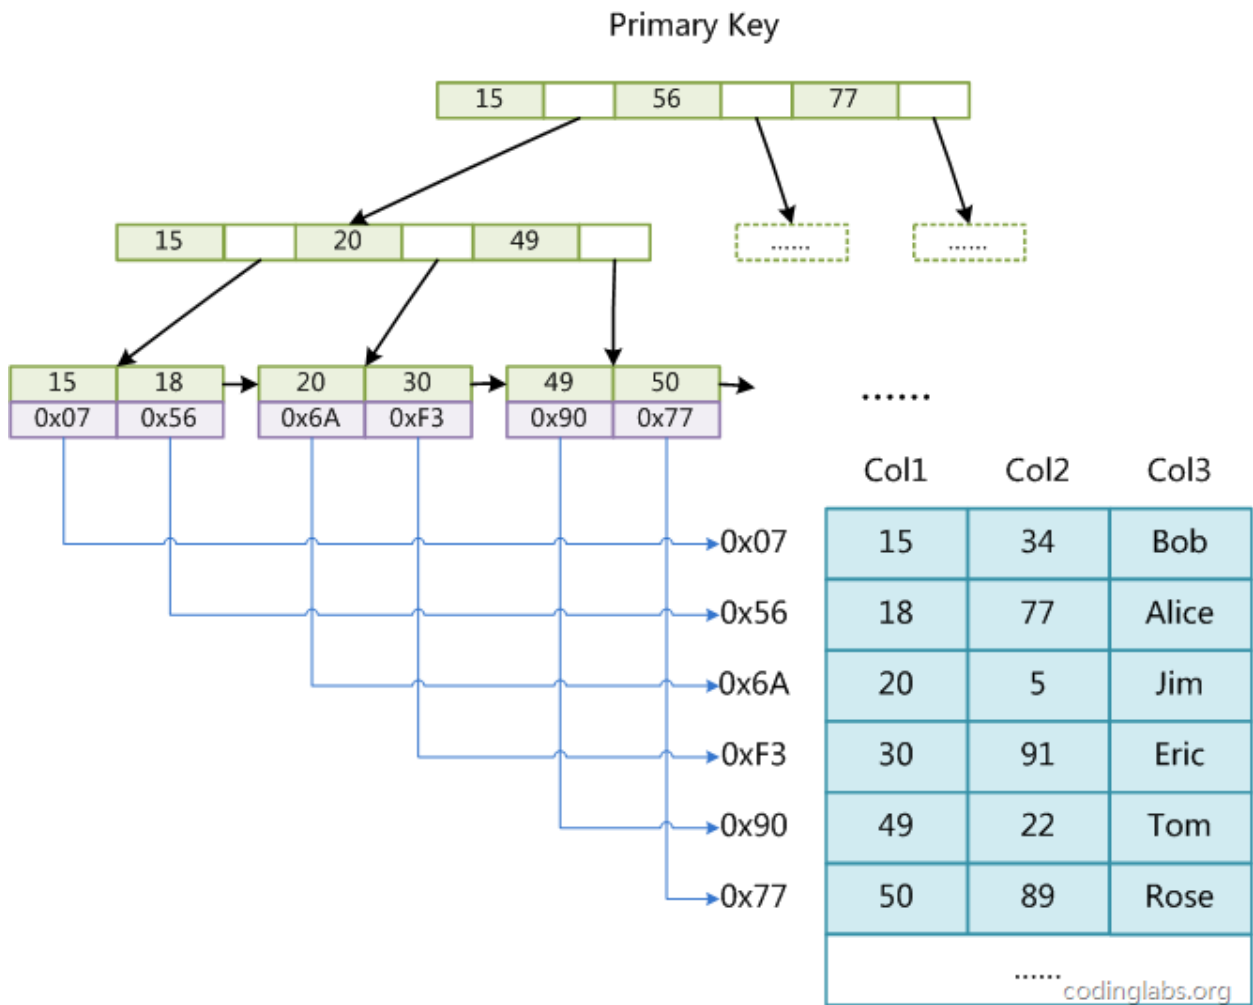 Primary Key
15 56 77
15 20 49 ...... ......
15 18 20 30 49 50
0x07 0x56 0x6A 0xF3 0x90 0x77
......
Col1 Col2 Col3
0x07 15 34 Bob
0x56 18 77 Alice
0x6A 20 5 Jim
0xF3 30 91 Eric
0x90 49 22 Tom
0x77 50 89 Rose
......
codinglabs.org